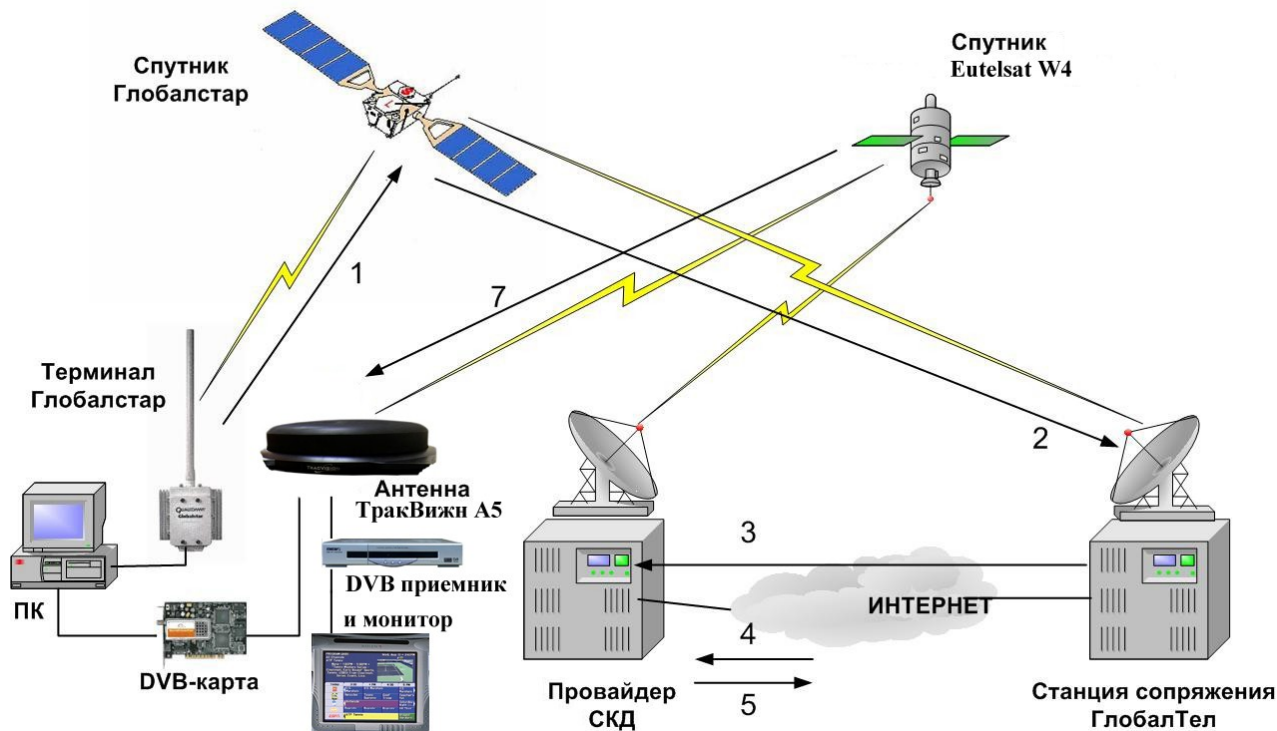 Спутник
Глобалстар
Спутник
Eutelsat W4
1
7
2
Терминал
Глобалстар
Антенна
ТракВижн А5
3
DVB приемник
и монитор
ИНТЕРНЕТ
ПК
4
DVB-карта
5
Провайдер
СКД
Станция сопряжения
ГлобалТел